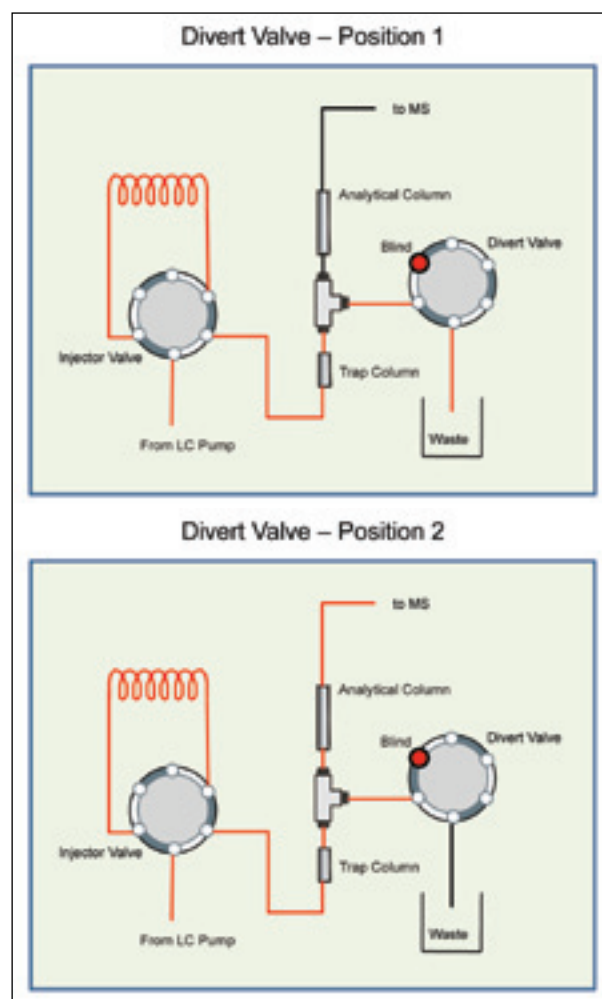 Divert Valve – Position 1
to MS
Analytical Column
Blind
Divert Valve
Injector Valve
Trap Column
From LC Pump
Waste
Divert Valve – Position 2
to MS
Analytical Column
Blind
Divert Valve
Injector Valve
Trap Column
From LC Pump
Waste